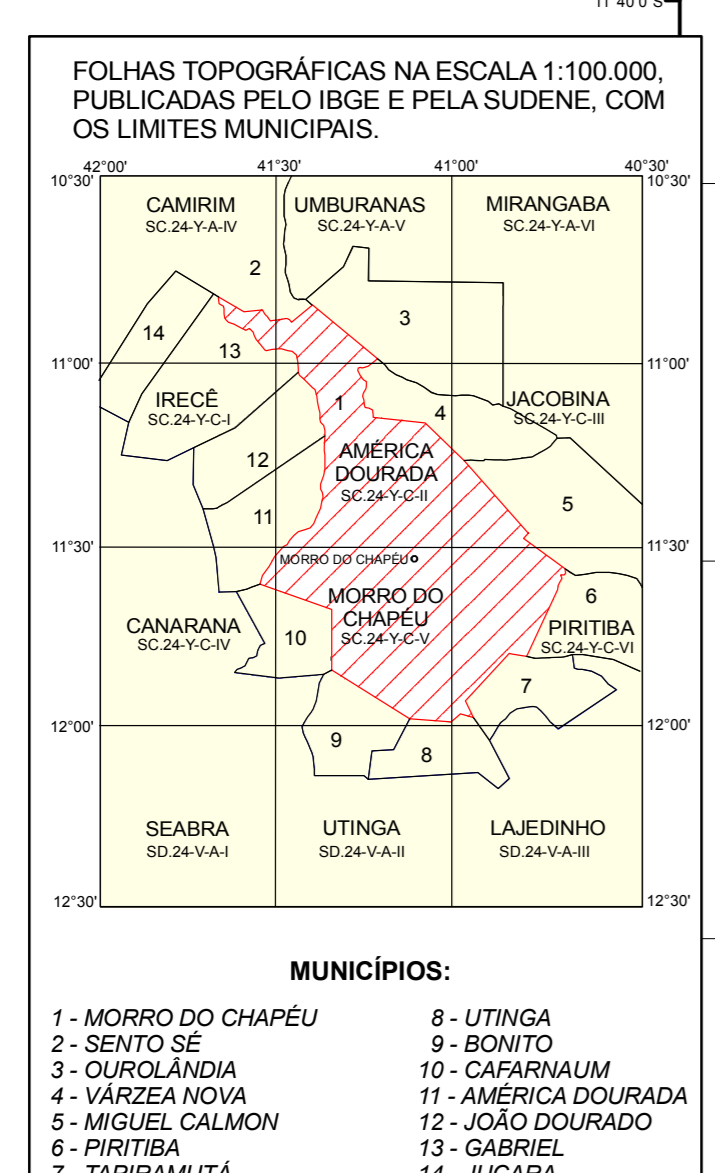 11 40'0"S
FOLHAS TOPOGRÁFICAS NA ESCALA 1:100.000,
PUBLICADAS PELO IBGE E PELA SUDENE, COM
OS LIMITES MUNICIPAIS.
42°00' 41°30' 41°00' 40°30'
10°30' 10°30'
CAMIRIM UMBURANAS MIRANGABA
SC.24-Y-A-IV SC.24-Y-A-V SC.24-Y-A-VI
2
3
14
13
11°00' 11°00'
IRECÊ 1 JACOBINA
SC.24-Y-C-I 4 SC.24-Y-C-III
AMÉRICA
DOURADA
12
SC.24-Y-C-II
5
11
11°30' 11°30'
MORRO DO CHAPÉU
MORRO DO
CHAPÉU
6
CANARANA PIRITIBA
SC.24-Y-C-IV 10 SC.24-Y-C-V SC.24-Y-C-VI
7
12°00' 12°00'
9
8
SEABRA UTINGA LAJEDINHO
SD.24-V-A-I SD.24-V-A-II SD.24-V-A-III
12°30' 12°30'
MUNICÍPIOS:
1 - MORRO DO CHAPÉU
2 - SENTO SÉ
3 - OUROLÂNDIA
4 - VÁRZEA NOVA
5 - MIGUEL CALMON
6 - PIRITIBA
7 - TAPIRAMUTÁ
8 - UTINGA
9 - BONITO
10 - CAFARNAUM
11 - AMÉRICA DOURADA
12 - JOÃO DOURADO
13 - GABRIEL
14 - JUÇARA